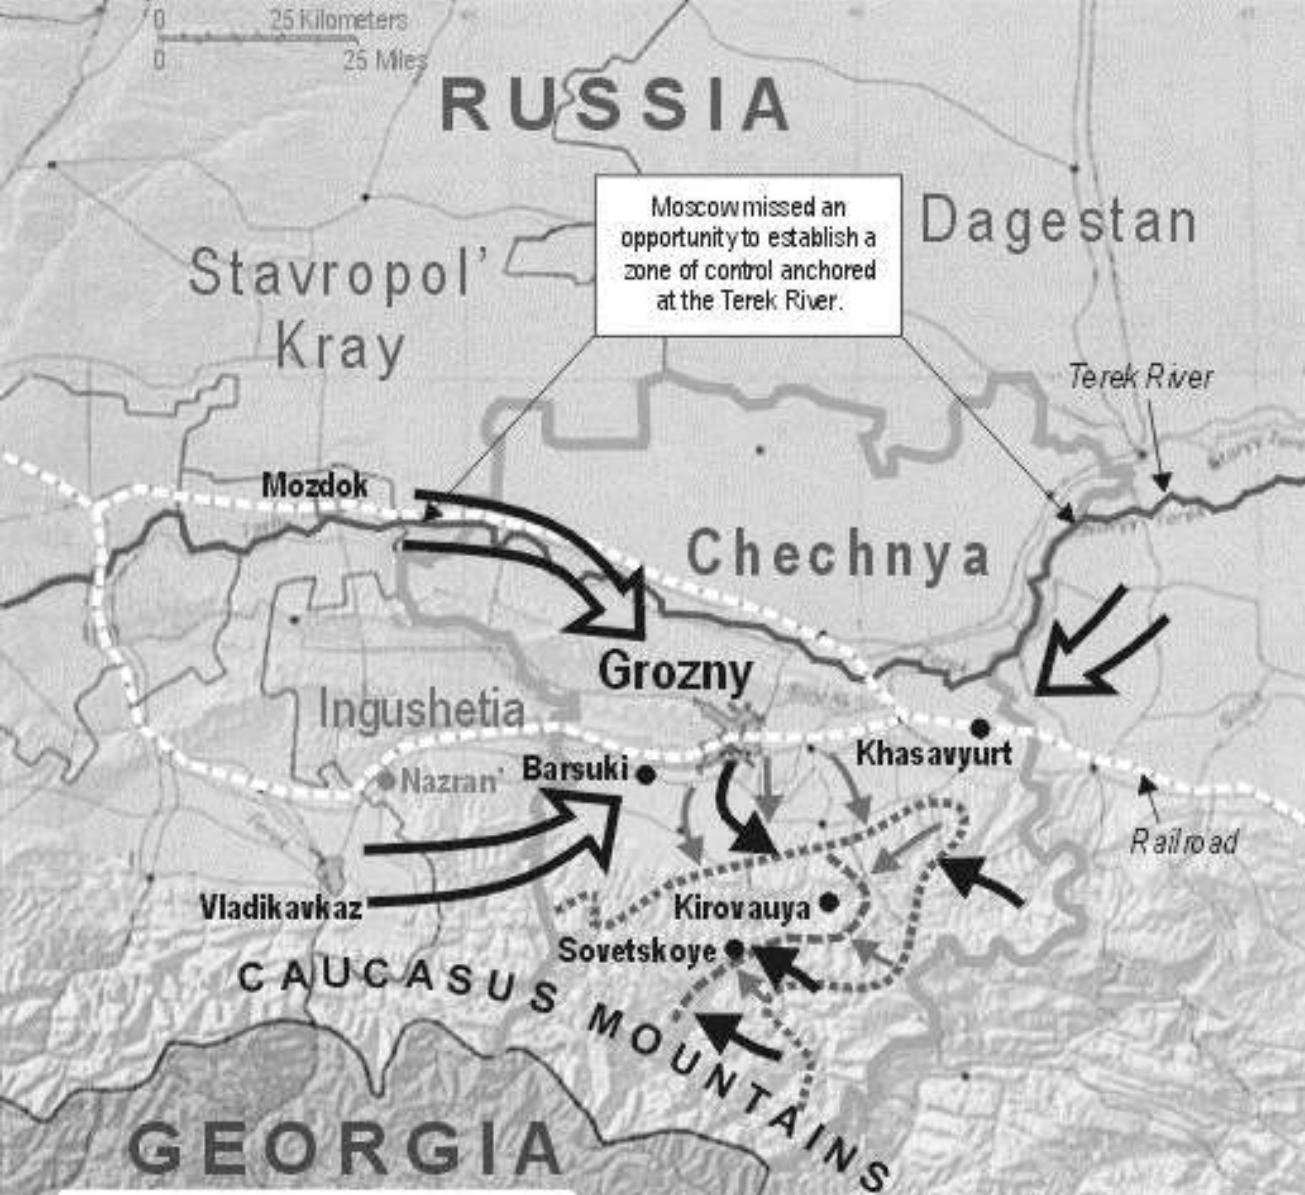 0 25 Kilometers
0 25 Miles
RUSSIA
Moscow missed an
opportunity to establish a
zone of control anchored
at the Terek River.
Dagestan
Stavropol'
Kray
Terek River
Mozdok
Chechnya
Grozny
Ingushetia
Khasavyurt
Barsuki
Nazran'
Railroad
Vladikavkaz
Kirovauya
Sovetskoye
CAUCASUS MOUNTAINS
GEORGIA